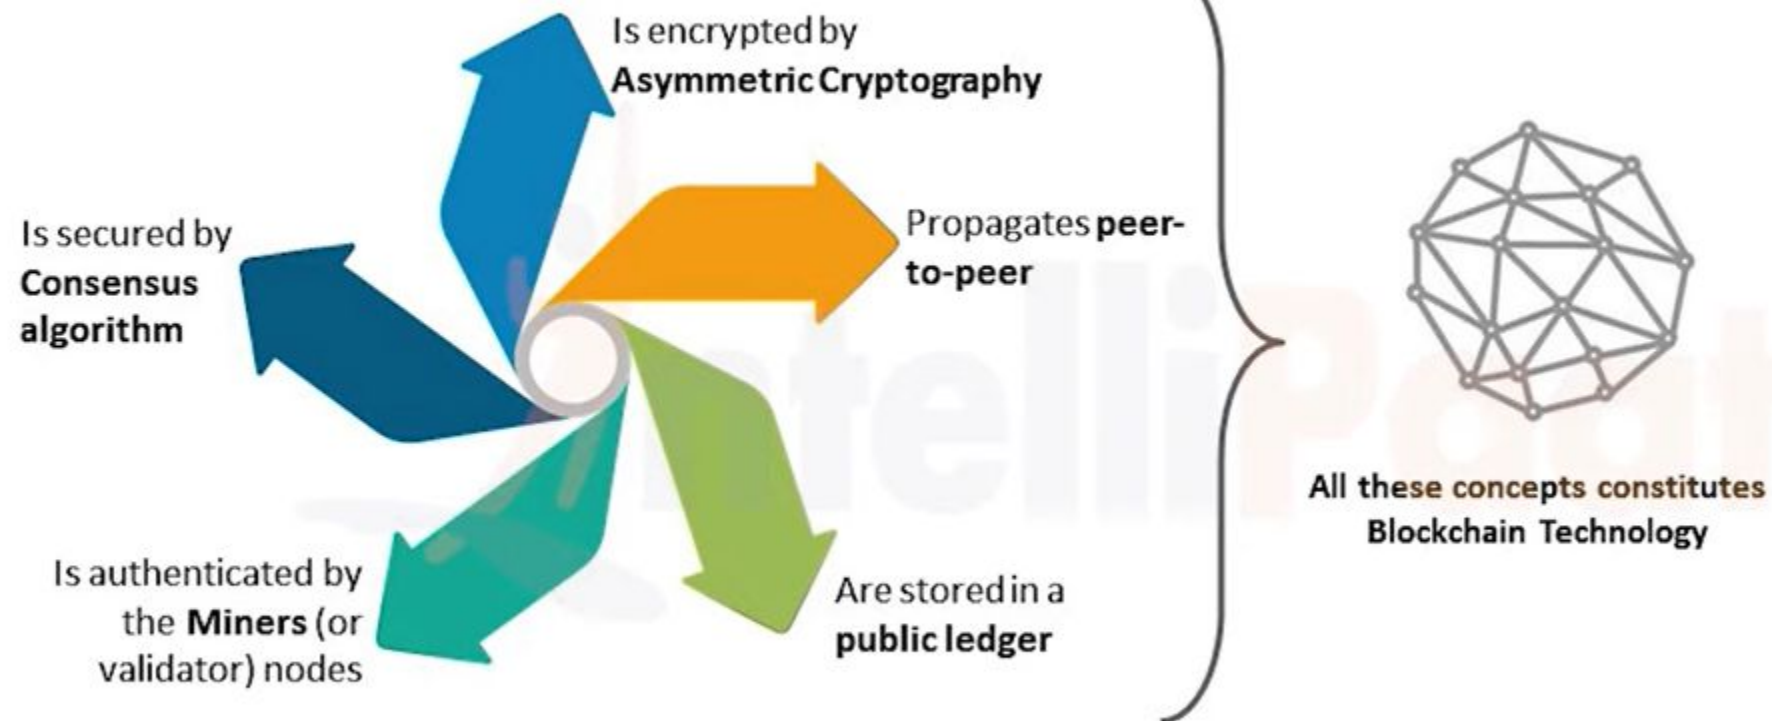 Is encrypted by
Asymmetric Cryptography
Propagates peer-
to-peer
Is secured by
Consensus
algorithm
Are stored in a
public ledger
Is authenticated by
the Miners (or
validator) nodes
All these concepts constitutes
Blockchain Technology
intelliPaat